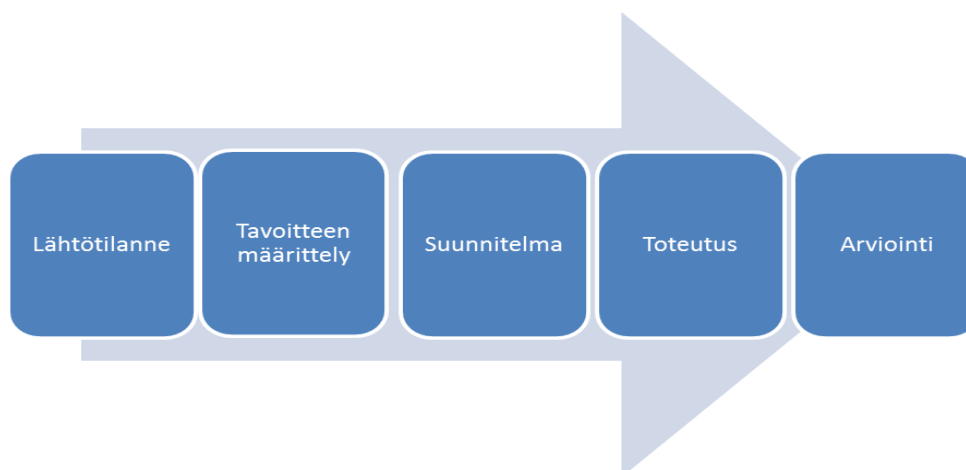 Lähtötilanne
Tavoitteen
määrittely
Suunnitelma
Toteutus
Arviointi